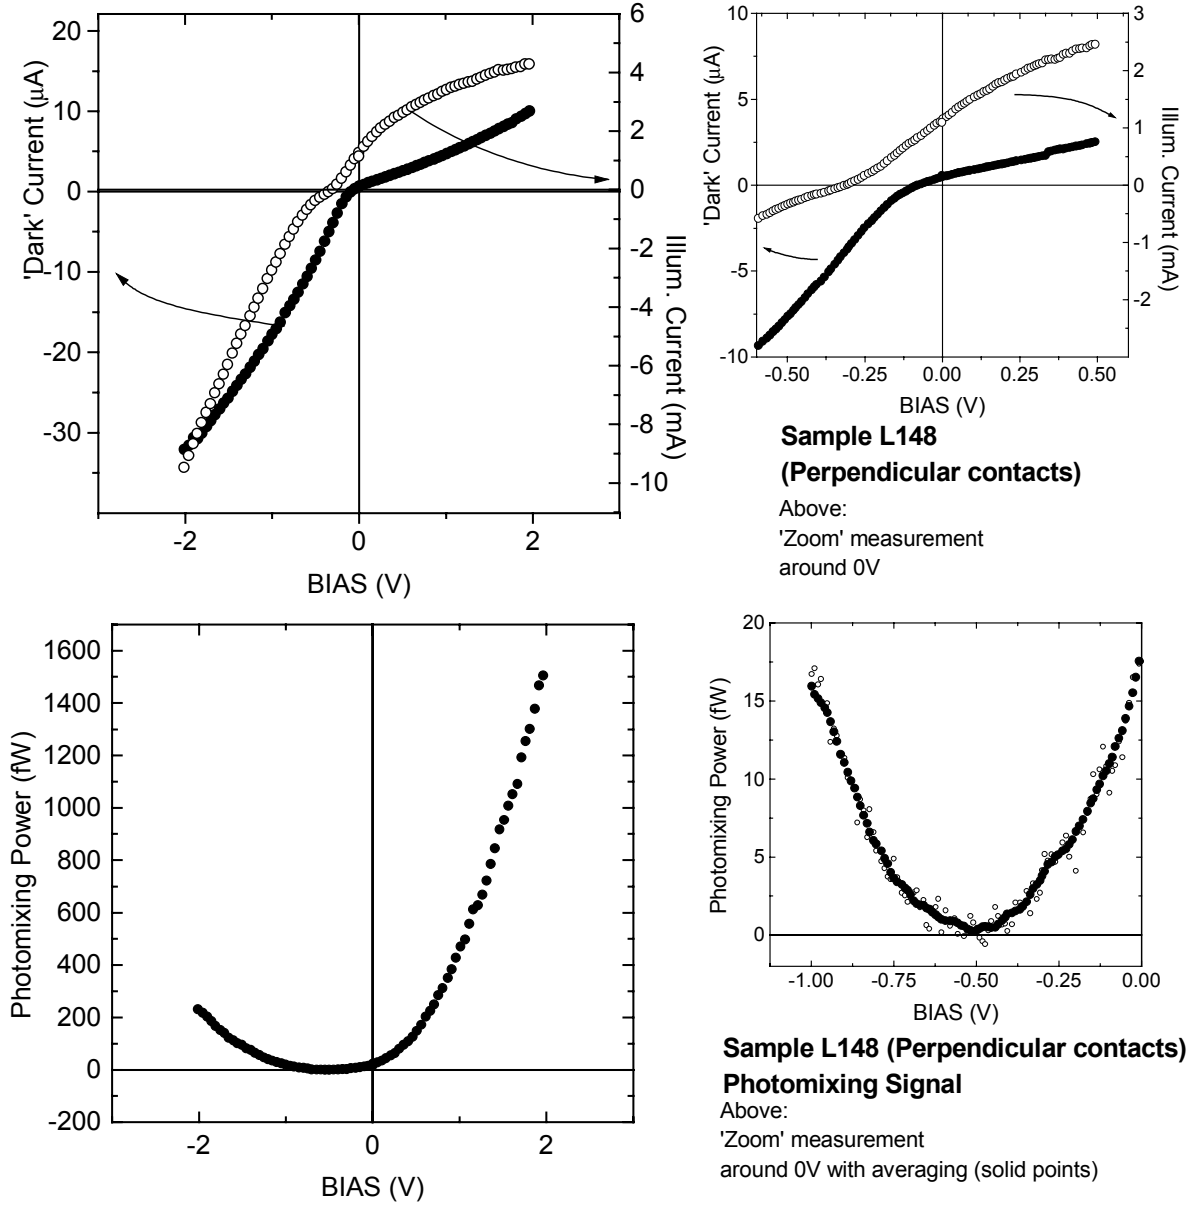 20
10
0
-10
-20
-30
'Dark' Current (µA)
6
4
2
0
-2
-4
-6
-8
-10
Illum. Current (mA)
-2
0
2
BIAS (V)
10
5
0
-5
-10
'Dark' Current (µA)
3
2
1
0
-1
-2
Illum. Current (mA)
-0.50
-0.25
0.00
0.25
0.50
BIAS (V)
Sample L148
(Perpendicular contacts)
Above:
'Zoom' measurement
around 0V
1600
1400
1200
1000
800
600
400
200
0
-200
Photomixing Power (fW)
-2
0
2
BIAS (V)
20
15
10
5
0
Photomixing Power (fW)
-1.00
-0.75
-0.50
-0.25
0.00
BIAS (V)
Sample L148 (Perpendicular contacts)
Photomixing Signal
Above:
'Zoom' measurement
around 0V with averaging (solid points)